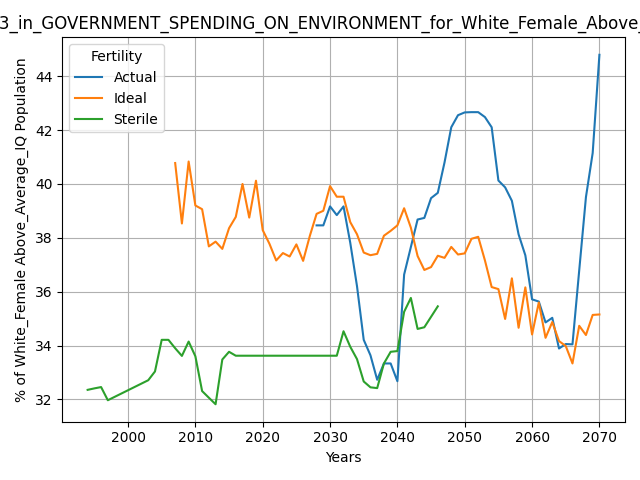 3_in_GOVERNMENT_SPENDING_ON_ENVIRONMENT_for_White_Female_Above_
Fertility
Actual
Ideal
Sterile
% of White_Female Above_Average_IQ Population
44
42
40
38
36
34
32
2000 2010 2020 2030 2040 2050 2060 2070
Years